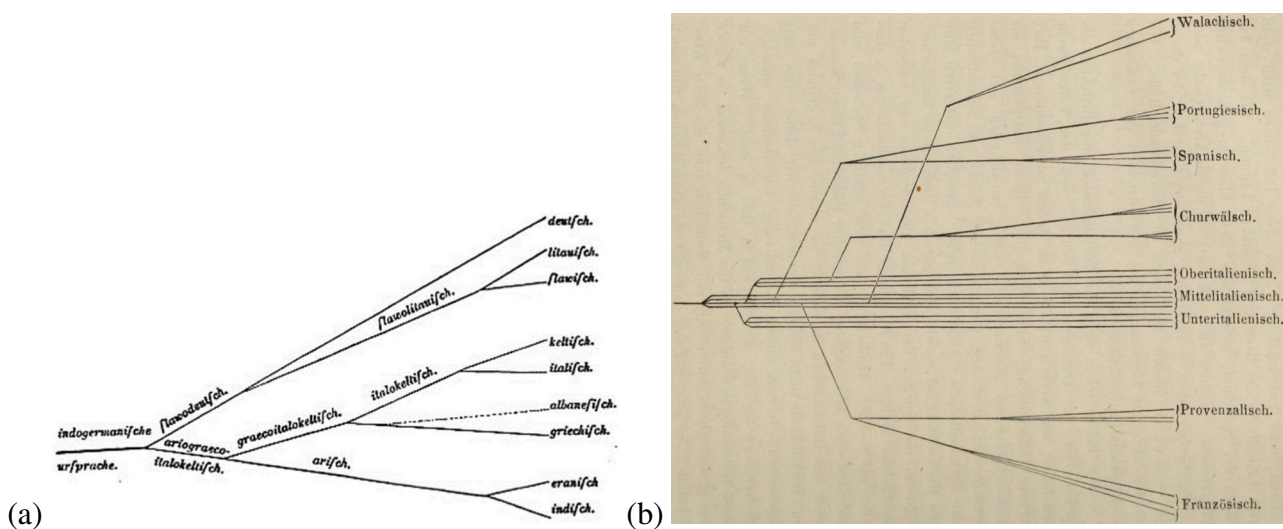 deutſch.
litauiſch.
ſlawiſch.
ſlawolitauiſch.
ſlawodeutſch.
keltiſch.
italiſch.
italokeltiſch.
albaneſiſch.
griechiſch.
graecoitalokeltiſch.
indogermaniſche
urſprache.
ariograeco-
italokeltiſch.
ariſch.
eraniſch
indiſch
(a)
Walachisch.
Portugiesisch.
Spanisch.
Churwälsch.
Oberitalienisch.
Mittelitalienisch.
Unteritalienisch.
Provenzalisch.
Französisch.
(b)